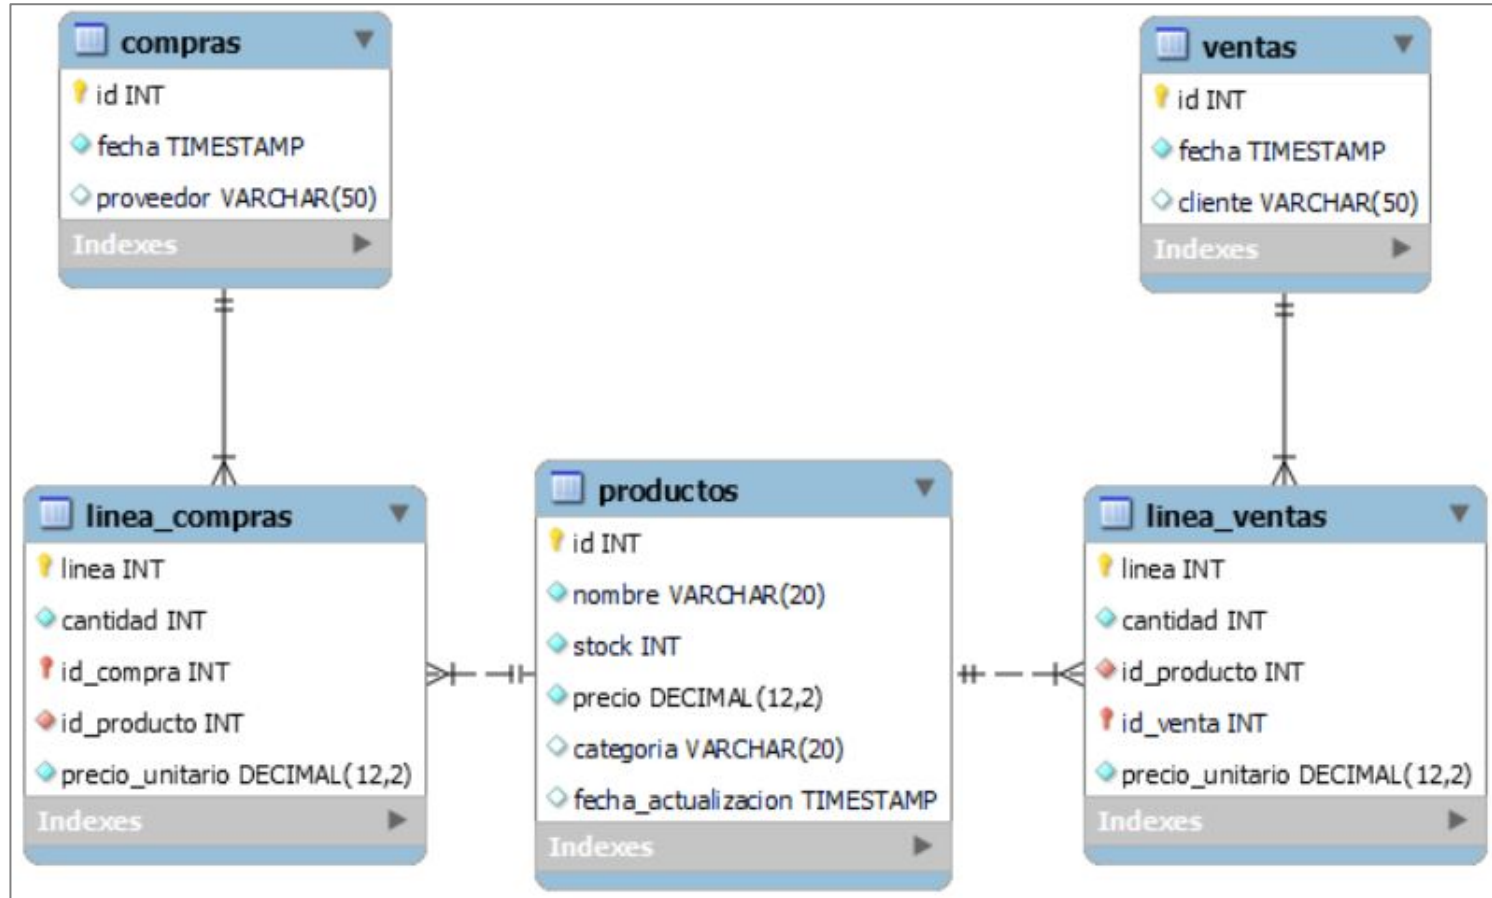 compras
id INT
fecha TIMESTAMP
proveedor VARCHAR(50)
Indexes
ventas
id INT
fecha TIMESTAMP
cliente VARCHAR(50)
Indexes
linea_compras
linea INT
cantidad INT
id_compra INT
id_producto INT
precio_unitario DECIMAL(12,2)
Indexes
productos
id INT
nombre VARCHAR(20)
stock INT
precio DECIMAL(12,2)
categoria VARCHAR(20)
fecha_actualizacion TIMESTAMP
Indexes
linea_ventas
linea INT
cantidad INT
id_producto INT
id_venta INT
precio_unitario DECIMAL(12,2)
Indexes